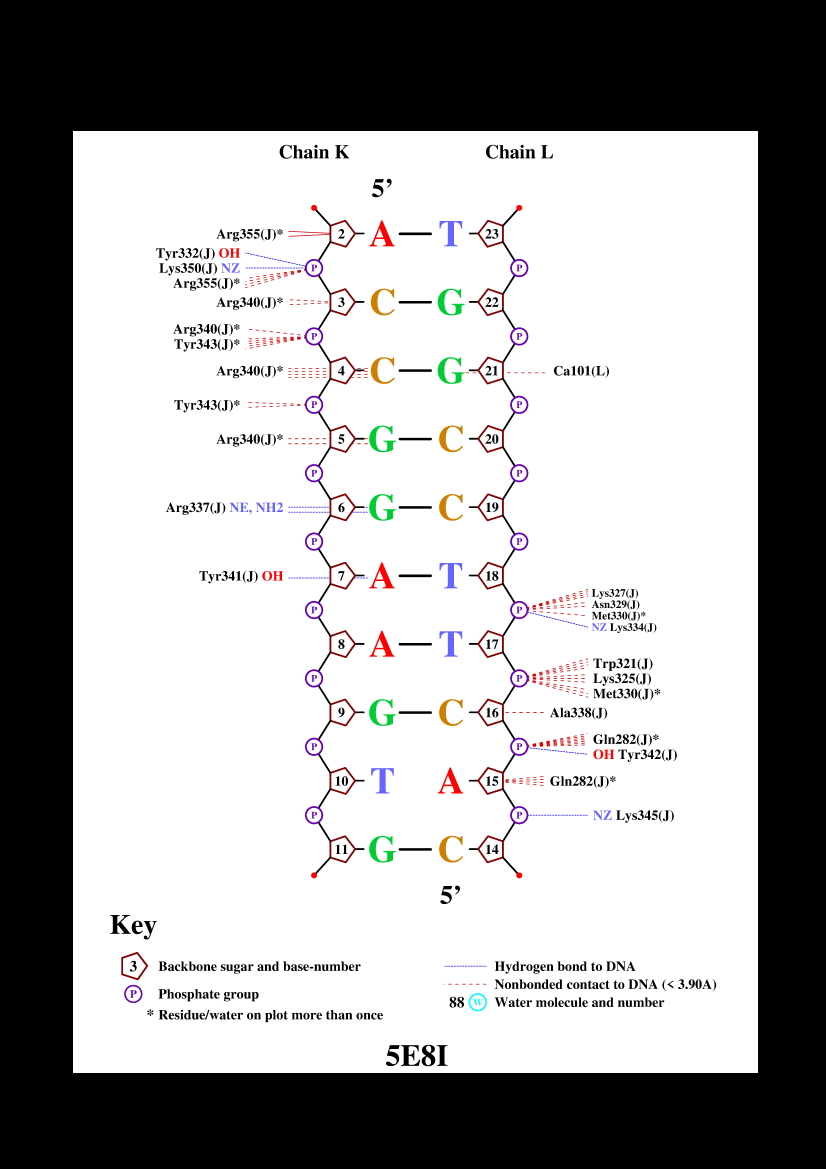 Chain K Chain L
5’
Arg355(J)* 2 A T 23
Tyr332(J) OH
Lys350(J) NZ P P
Arg355(J)*
Arg340(J)* 3 C G 22
Arg340(J)*
P P
Tyr343(J)*
Arg340(J)* 4 C G 21 Ca101(L)
Tyr343(J)* P P
Arg340(J)* 5 G C 20
P P
Arg337(J) NE, NH2 6 G C 19
P P
Tyr341(J) OH 7 A T 18
Lys327(J)
Asn329(J)
P P
Met330(J)*
NZ Lys334(J)
8 A T 17
Trp321(J)
P P Lys325(J)
Met330(J)*
9 G C 16 Ala338(J)
Gln282(J)*
P P
OH Tyr342(J)
10 T A 15 Gln282(J)*
P P NZ Lys345(J)
11 G C 14
5’
Key
3 Backbone sugar and base-number
P Phosphate group
* Residue/water on plot more than once
Hydrogen bond to DNA
Nonbonded contact to DNA (< 3.90A)
88 W Water molecule and number
5E8I